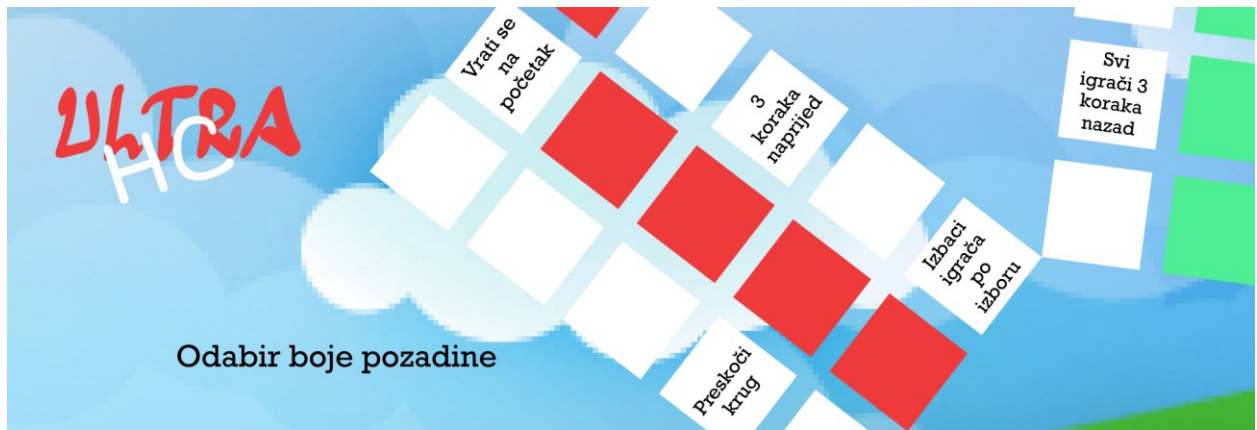 UlTRA
HC
Vrati se
na
početak
3
koraka
naprijed
Svi
igrači 3
koraka
nazad
Izbaci
igrača
po
izboru
Preskoči
krug
Odabir boje pozadine